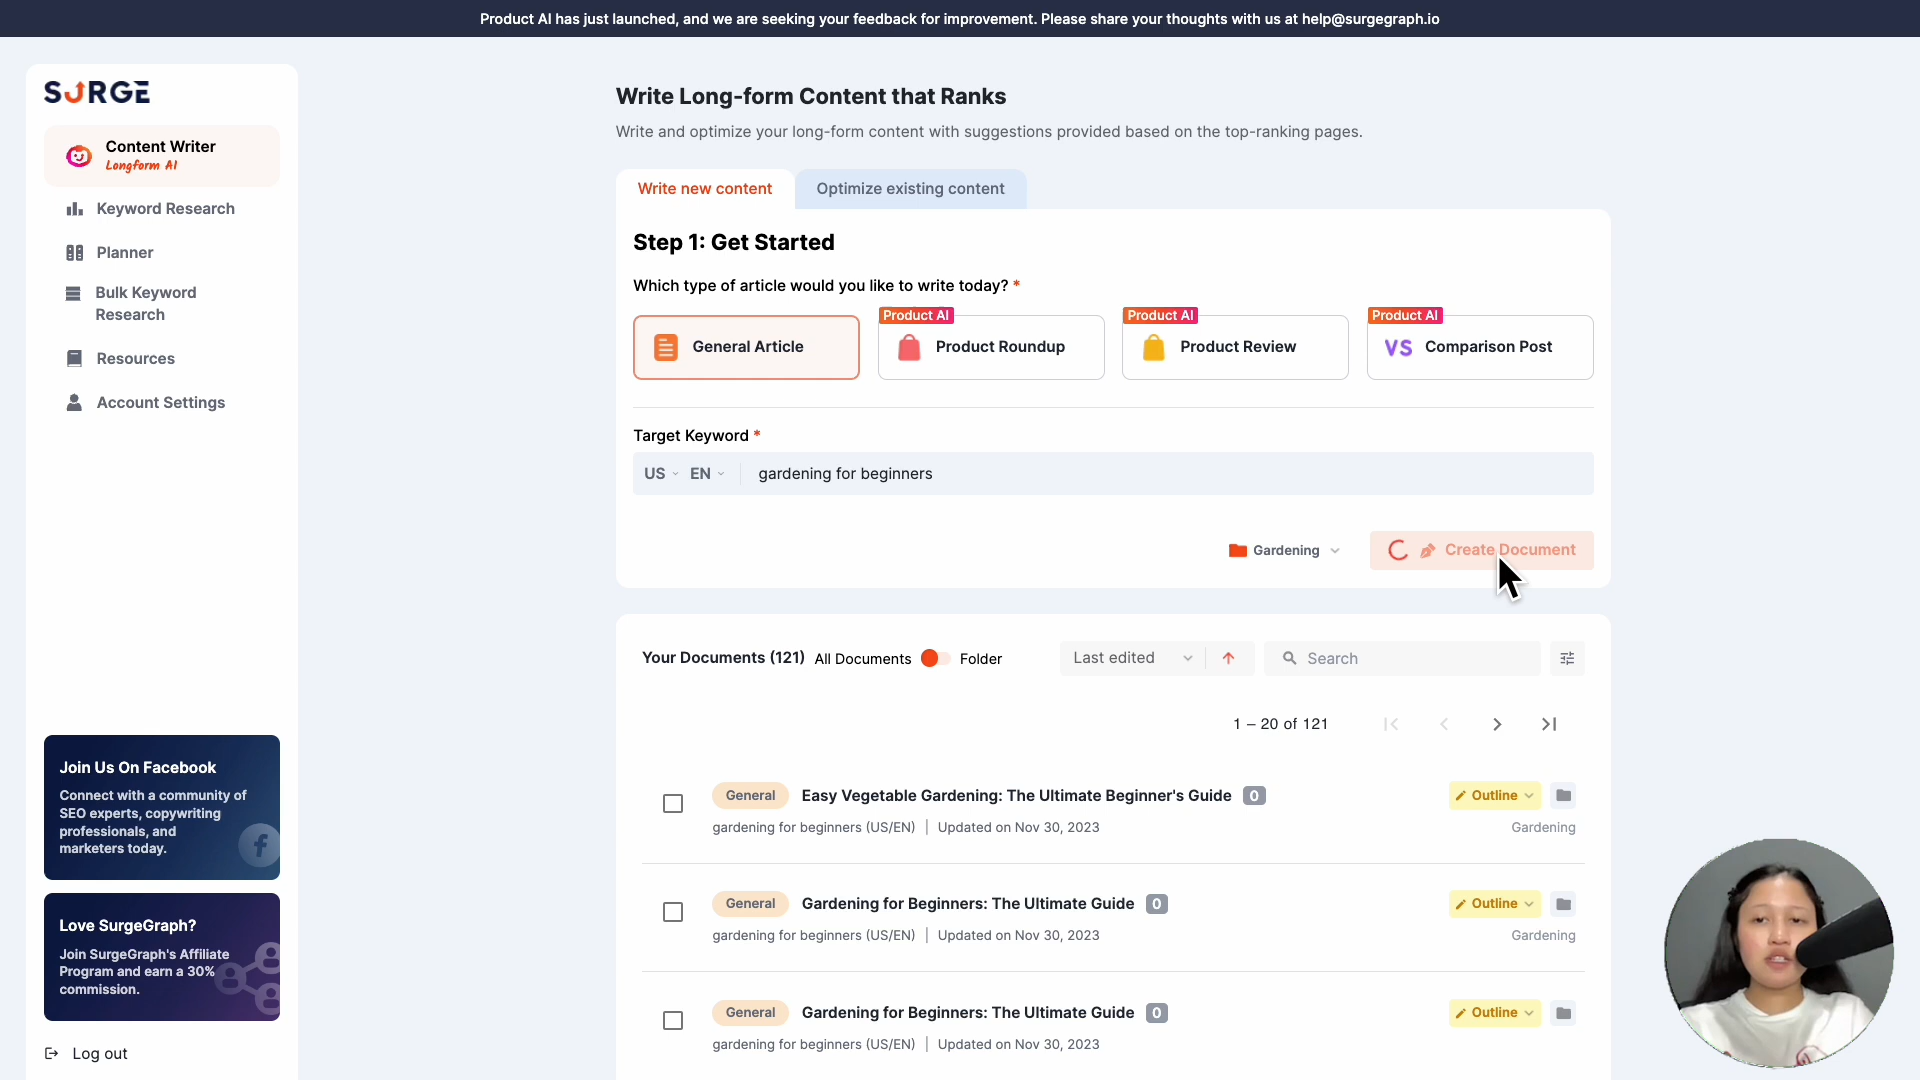 Product AI has just launched, and we are seeking your feedback for improvement. Please share your thoughts with us at help@surgegraph.io
SURGE
Content Writer
Longform AI
Keyword Research
Planner
Bulk Keyword
Research
Resources
Account Settings
Join Us On Facebook
Connect with a community of
SEO experts, copywriting
professionals, and
marketers today.
Love SurgeGraph?
Join SurgeGraph's Affiliate
Program and earn a 30%
commission.
Log out
Write Long-form Content that Ranks
Write and optimize your long-form content with suggestions provided based on the top-ranking pages.
Write new content
Optimize existing content
Step 1: Get Started
Which type of article would you like to write today? *
General Article
Product AI
Product Roundup
Product AI
Product Review
Product AI
VS Comparison Post
Target Keyword *
US EN gardening for beginners
Gardening
Create Document
Your Documents (121) All Documents Folder
Last edited
Search
1 – 20 of 121
General Easy Vegetable Gardening: The Ultimate Beginner's Guide 0
Outline
gardening for beginners (US/EN) | Updated on Nov 30, 2023
Gardening
General Gardening for Beginners: The Ultimate Guide 0
Outline
gardening for beginners (US/EN) | Updated on Nov 30, 2023
Gardening
General Gardening for Beginners: The Ultimate Guide 0
Outline
gardening for beginners (US/EN) | Updated on Nov 30, 2023